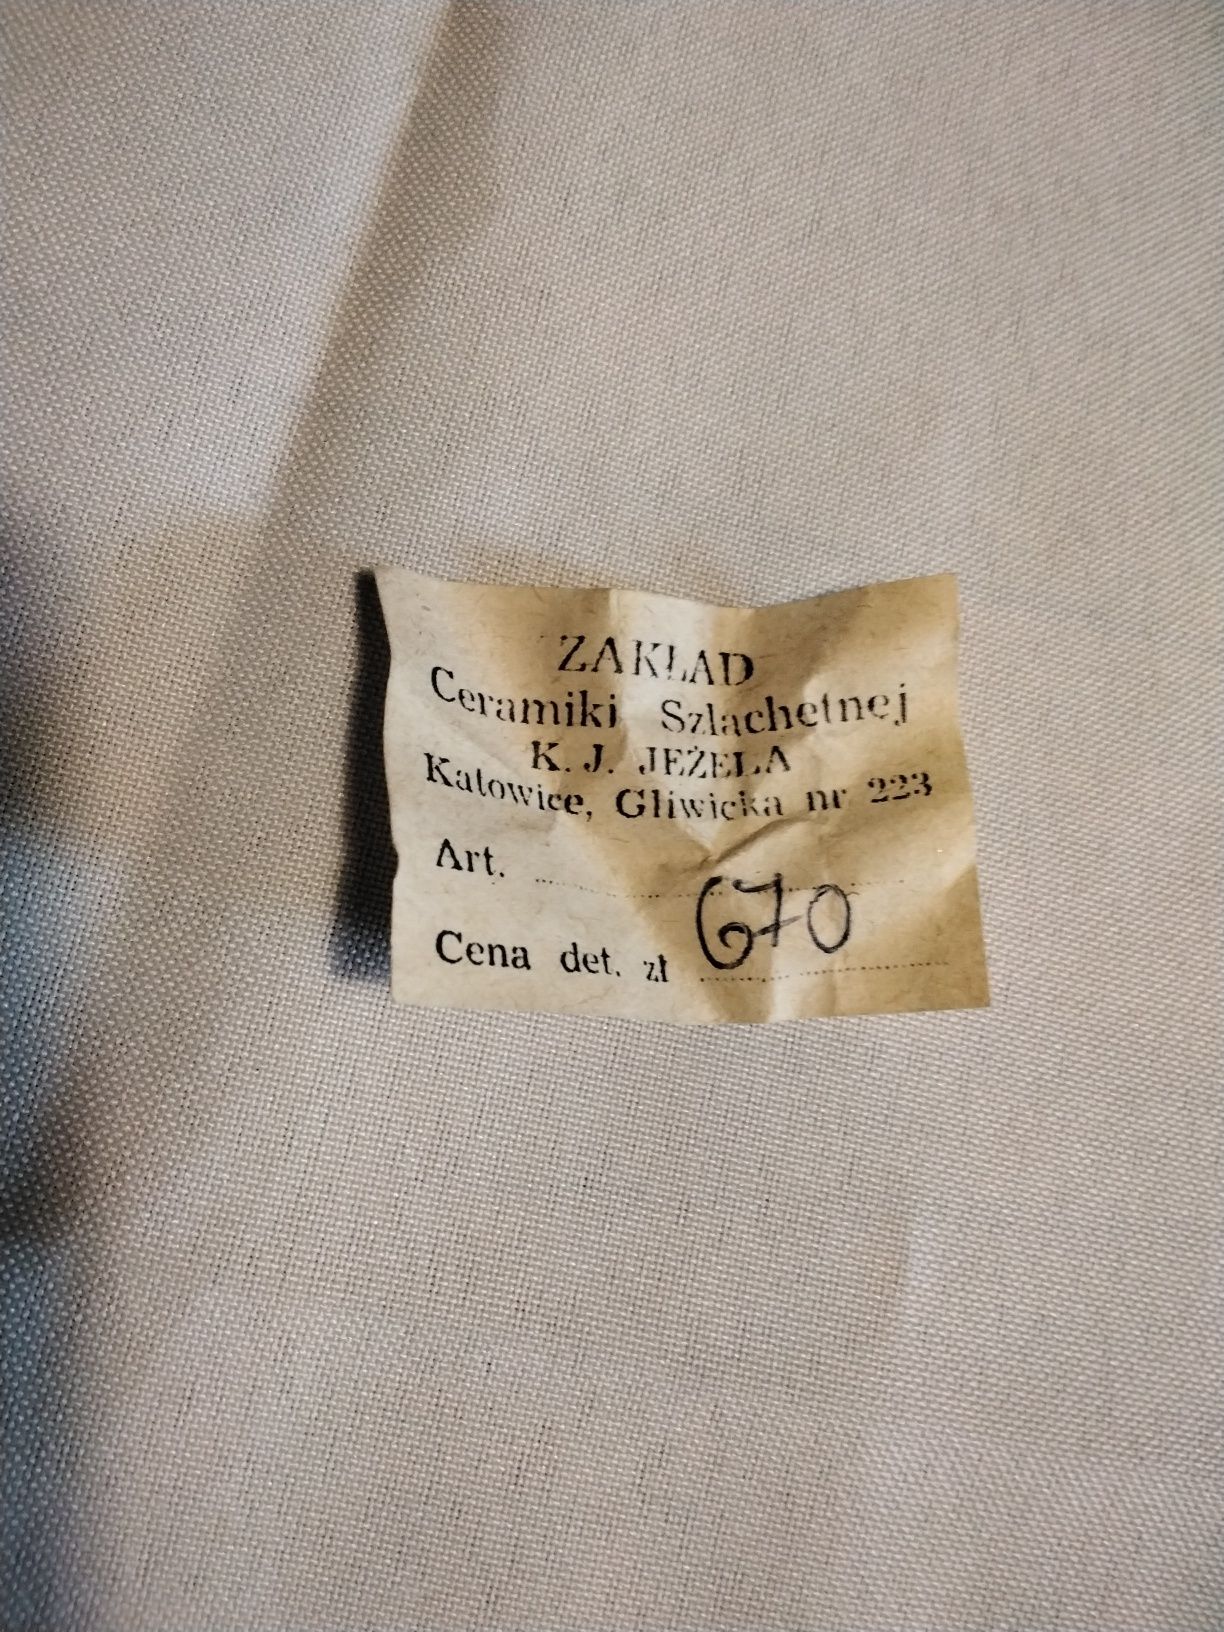 ZAKŁAD
Ceramiki Szlachetnej
K. J. JEŻELA
Katowice, Gliwicka nr 223
Art.
670
Cena det. zł